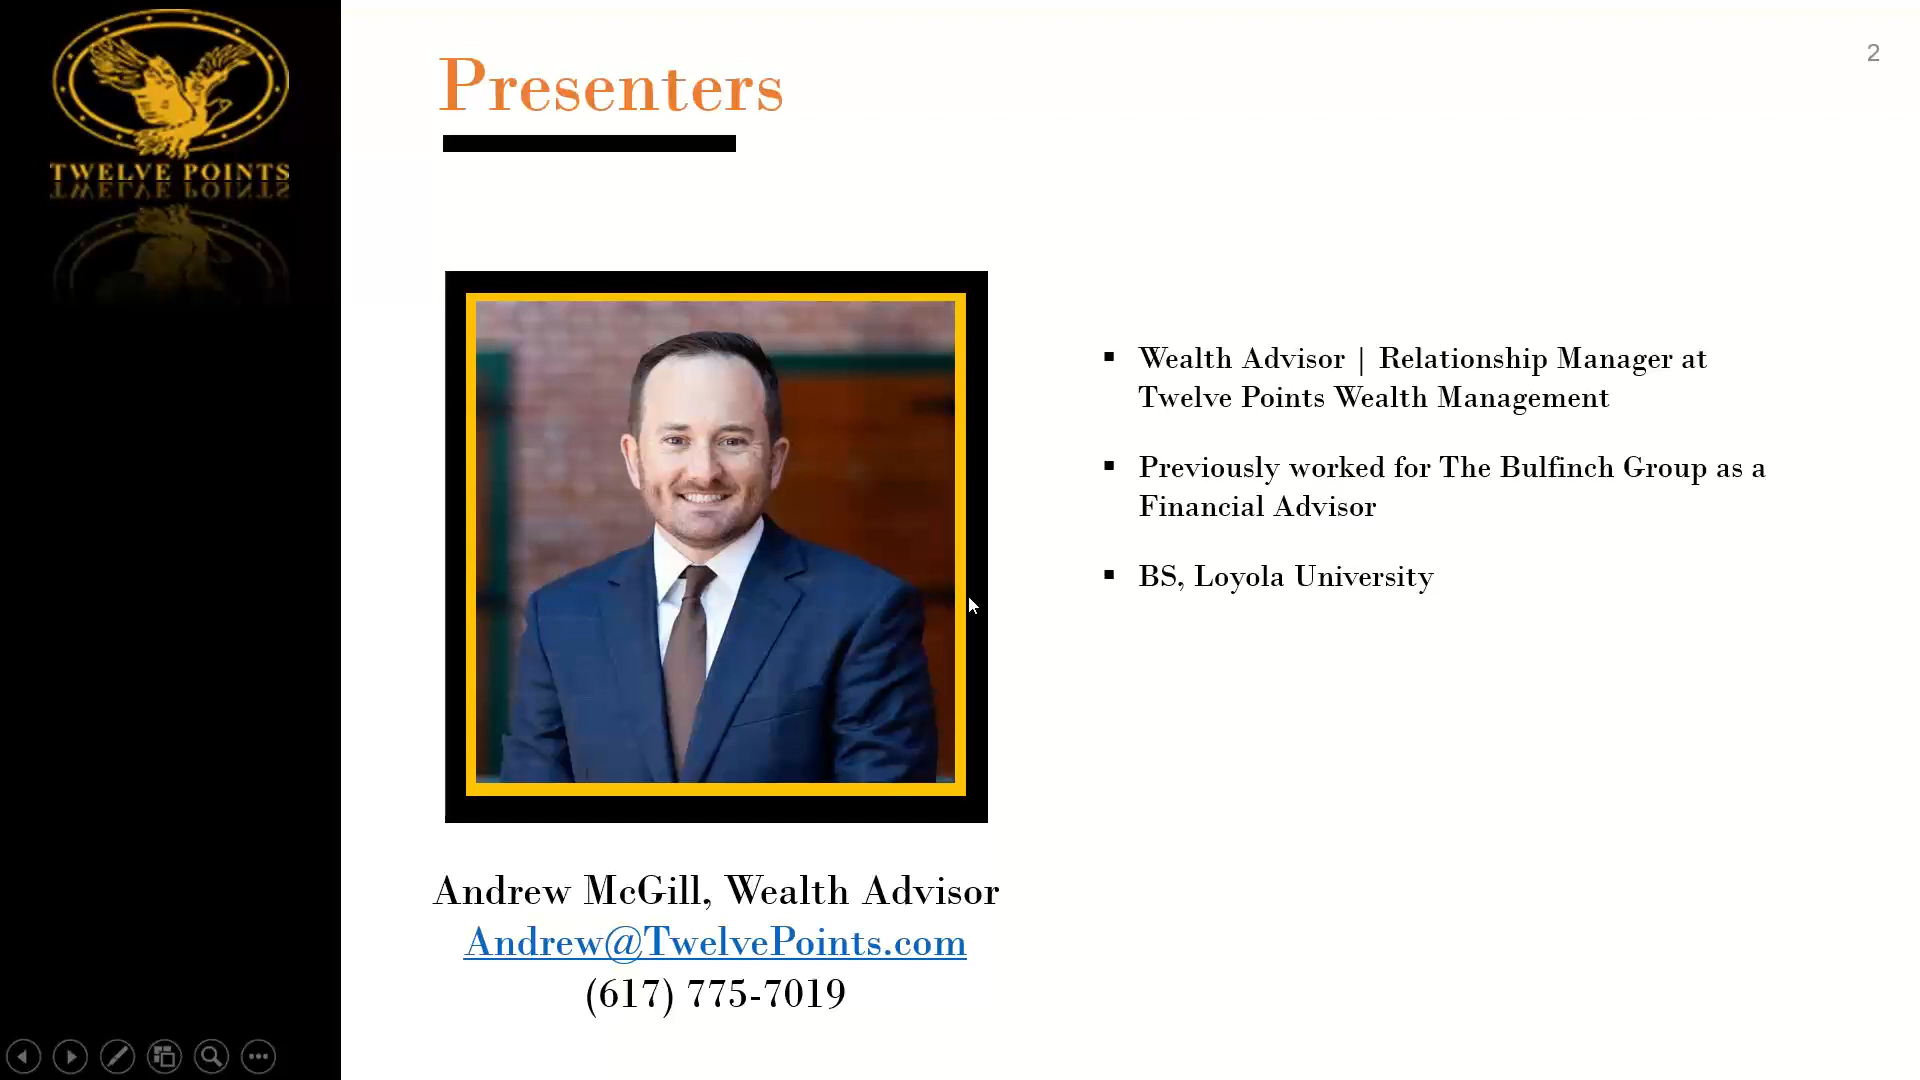 TWELVE POINTS
Presenters
2
▪ Wealth Advisor | Relationship Manager at
Twelve Points Wealth Management
▪ Previously worked for The Bulfinch Group as a
Financial Advisor
▪ BS, Loyola University
Andrew McGill, Wealth Advisor
Andrew@TwelvePoints.com
(617) 775-7019